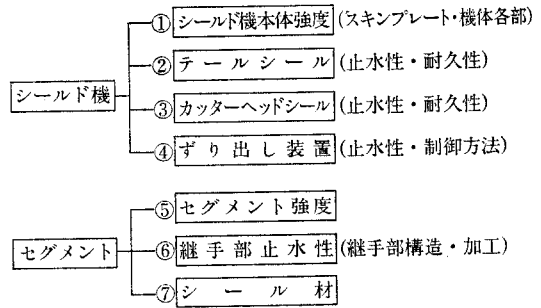 ①シールド機本体強度(スキンプレート・機体各部)
②テールシール(止水性・耐久性)
シールド機
③カッターヘッドシール(止水性・耐久性)
④ずり出し装置(止水性・制御方法)
⑤セグメント強度
セグメント
⑥継手部止水性(継手部構造・加工)
⑦シール材